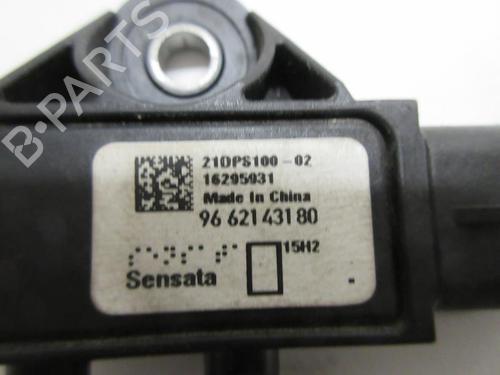 B-PARTS
21DPS100-02
16295931
Made In China
96 621 431 80
15H2
Sensata